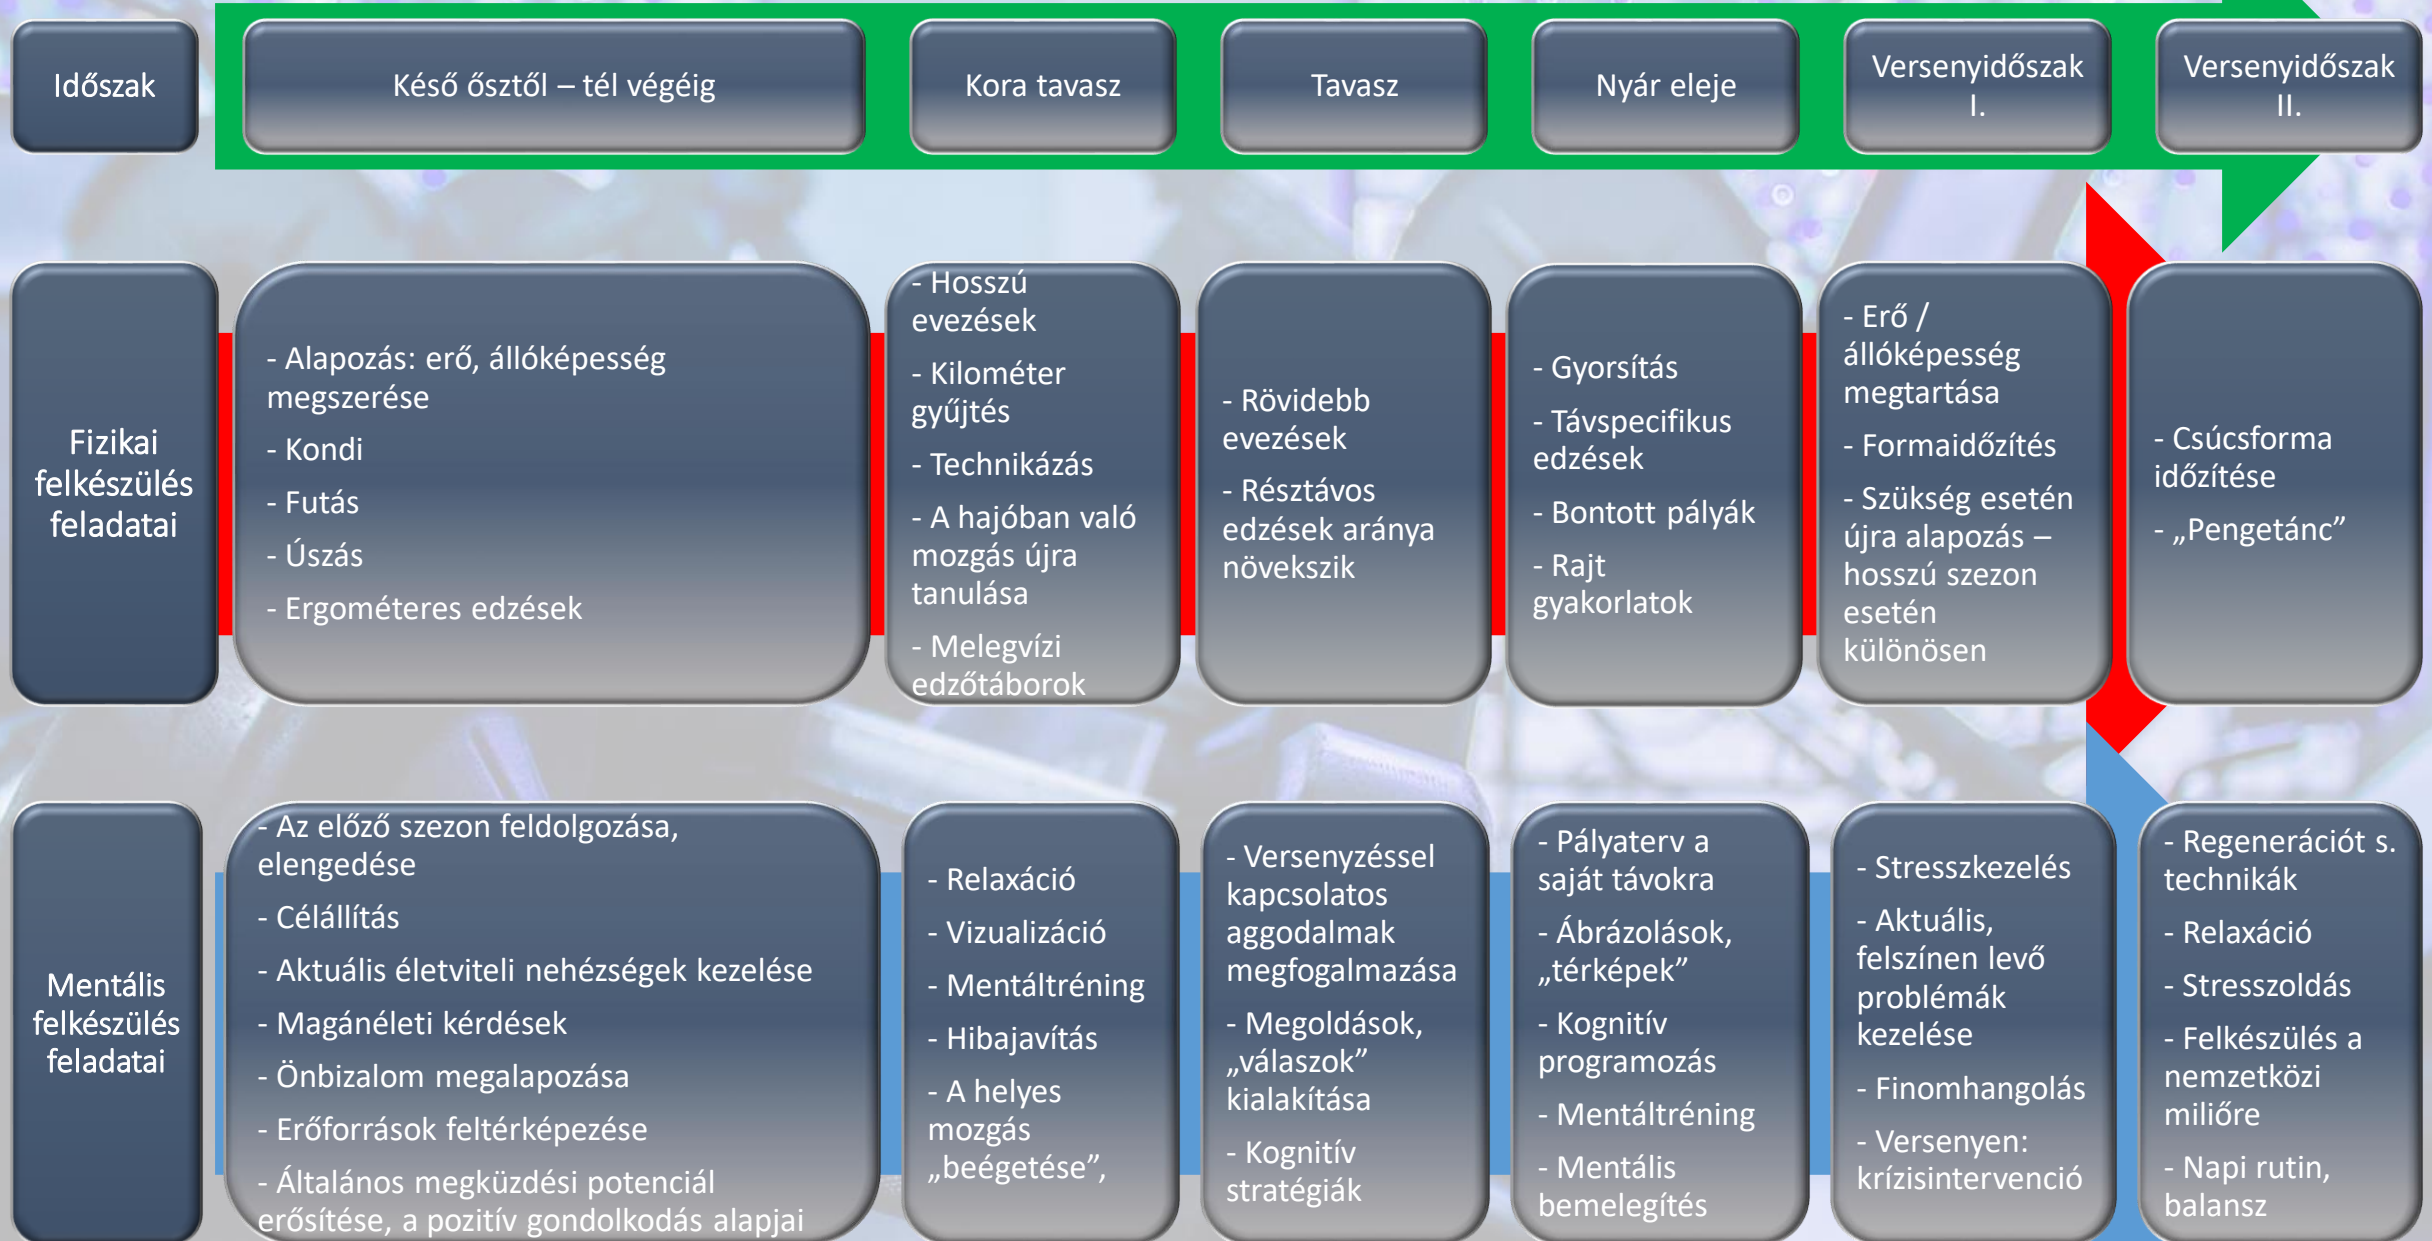 Időszak
Késő ősztől – tél végéig
Kora tavasz
Tavasz
Nyár eleje
Versenyidőszak
I.
Versenyidőszak
II.
Fizikai
felkészülés
feladatai
- Alapozás: erő, állóképesség
megszerése
- Kondi
- Futás
- Úszás
- Ergométeres edzések
- Hosszú
evezések
- Kilométer
gyűjtés
- Technikázás
- A hajóban való
mozgás újra
tanulása
- Melegvízi
edzőtáborok
- Rövidebb
evezések
- Résztávos
edzések aránya
növekszik
- Gyorsítás
- Távspecifikus
edzések
- Bontott pályák
- Rajt
gyakorlatok
- Erő /
állóképesség
megtartása
- Formaidőzítés
- Szükség esetén
újra alapozás –
hosszú szezon
esetén
különösen
- Csúcsforma
időzítése
- „Pengetánc”
Mentális
felkészülés
feladatai
- Az előző szezon feldolgozása,
elengedése
- Célállítás
- Aktuális életviteli nehézségek kezelése
- Magánéleti kérdések
- Önbizalom megalapozása
- Erőforrások feltérképezése
- Általános megküzdési potenciál
erősítése, a pozitív gondolkodás alapjai
- Relaxáció
- Vizualizáció
- Mentáltréning
- Hibajavítás
- A helyes
mozgás
„beégetése”,
- Versenyzéssel
kapcsolatos
aggodalmak
megfogalmazása
- Megoldások,
„válaszok”
kialakítása
- Kognitív
stratégiák
- Pályaterv a
saját távokra
- Ábrázolások,
„térképek”
- Kognitív
programozás
- Mentáltréning
- Mentális
bemelegítés
- Stresszkezelés
- Aktuális,
felszínen levő
problémák
kezelése
- Finomhangolás
- Versenyen:
krízisintervenció
- Regenerációt s.
technikák
- Relaxáció
- Stresszoldás
- Felkészülés a
nemzetközi
miliőre
- Napi rutin,
balansz